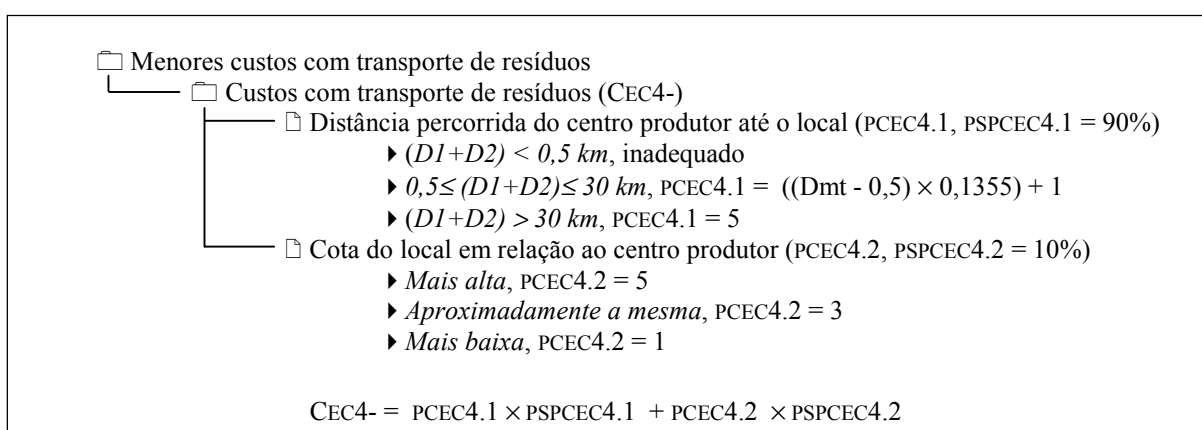 Menores custos com transporte de resíduos
Custos com transporte de resíduos (CEC4-)
Distância percorrida do centro produtor até o local (PCEC4.1, PSPCEC4.1 = 90%)
(D1+D2) < 0,5 km, inadequado
0,5≤ (D1+D2)≤ 30 km, PCEC4.1 = ((Dmt - 0,5) × 0,1355) + 1
(D1+D2) > 30 km, PCEC4.1 = 5
Cota do local em relação ao centro produtor (PCEC4.2, PSPCEC4.2 = 10%)
Mais alta, PCEC4.2 = 5
Aproximadamente a mesma, PCEC4.2 = 3
Mais baixa, PCEC4.2 = 1
CEC4- = PCEC4.1 × PSPCEC4.1 + PCEC4.2 × PSPCEC4.2